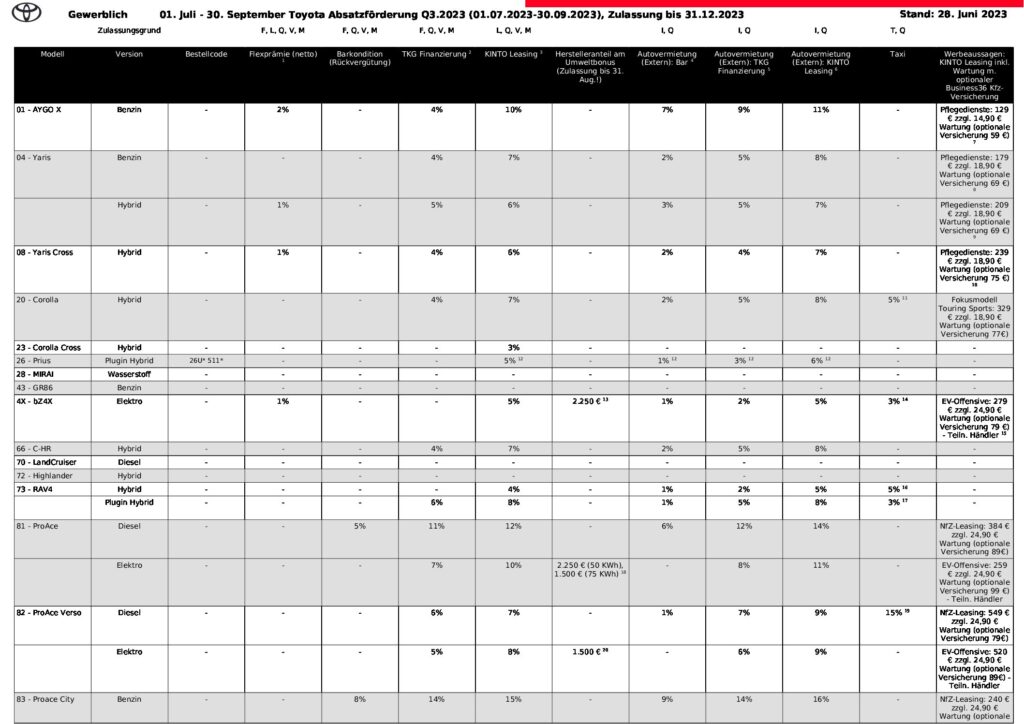 Gewerblich 01. Juli - 30. September Toyota Absatzförderung Q3.2023 (01.07.2023-30.09.2023), Zulassung bis 31.12.2023 Stand: 28. Juni 2023
Zulassungsgrund F, L, Q, V, M F, Q, V, M F, Q, V, M L, Q, V, M I, Q I, Q I, Q T, Q
Modell Version Bestellcode Flexprämie (netto) 1 Barkondition (Rückvergütung) TKG Finanzierung 2 KINTO Leasing 3 Herstelleranteil am Umweltbonus (Zulassung bis 31. Aug.!) Autovermietung (Extern): Bar 4 Autovermietung (Extern): TKG Finanzierung 5 Autovermietung (Extern): KINTO Leasing 6 Taxi Werbeaussagen: KINTO Leasing inkl. Wartung m. optionaler Business36 Kfz-Versicherung
01 - AYGO X Benzin - 2% - 4% 10% - 7% 9% 11% - Pflegedienste: 129 € zzgl. 14,90 € Wartung (optionale Versicherung 59 €) 7
04 - Yaris Benzin - - - 4% 7% - 2% 5% 8% - Pflegedienste: 179 € zzgl. 18,90 € Wartung (optionale Versicherung 69 €) 8
Hybrid - 1% - 5% 6% - 3% 5% 7% - Pflegedienste: 209 € zzgl. 18,90 € Wartung (optionale Versicherung 69 €) 9
08 - Yaris Cross Hybrid - 1% - 4% 6% - 2% 4% 7% - Pflegedienste: 239 € zzgl. 18,90 € Wartung (optionale Versicherung 75 €) 10
20 - Corolla Hybrid - - - 4% 7% - 2% 5% 8% 5% 11 Fokusmodell Touring Sports: 329 € zzgl. 18,90 € Wartung (optionale Versicherung 77€)
23 - Corolla Cross Hybrid - - - - 3% - - - - - -
26 - Prius Plugin Hybrid 26U* 511* - - - 5% 12 - 1% 12 3% 12 6% 12 - -
28 - MIRAI Wasserstoff - - - - - - - - - - -
43 - GR86 Benzin - - - - - - - - - - -
4X - bZ4X Elektro - 1% - - 5% 2.250 € 13 1% 2% 5% 3% 14 EV-Offensive: 279 € zzgl. 24,90 € Wartung (optionale Versicherung 79 €) - Teiln. Händler 15
66 - C-HR Hybrid - - - 4% 7% - 2% 5% 8% - -
70 - LandCruiser Diesel - - - - - - - - - - -
72 - Highlander Hybrid - - - - - - - - - - -
73 - RAV4 Hybrid - - - - 4% - 1% 2% 5% 5% 16 -
Plugin Hybrid - - - 6% 8% - 1% 5% 8% 3% 17 -
81 - ProAce Diesel - - 5% 11% 12% - 6% 12% 14% - NfZ-Leasing: 384 € zzgl. 24,90 € Wartung (optionale Versicherung 89€)
Elektro - - - 7% 10% 2.250 € (50 KWh), 1.500 € (75 KWh) 18 - 8% 11% - EV-Offensive: 259 € zzgl. 24,90 € Wartung (optionale Versicherung 99 €) - Teiln. Händler
82 - ProAce Verso Diesel - - - 6% 7% - 1% 7% 9% 15% 19 NfZ-Leasing: 549 € zzgl. 24,90 € Wartung (optionale Versicherung 79€)
Elektro - - - 5% 8% 1.500 € 20 - 6% 9% - EV-Offensive: 520 € zzgl. 24,90 € Wartung (optionale Versicherung 89€) - Teiln. Händler
83 - Proace City Benzin - - 8% 14% 15% - 9% 14% 16% - NfZ-Leasing: 240 € zzgl. 24,90 € Wartung (optionale